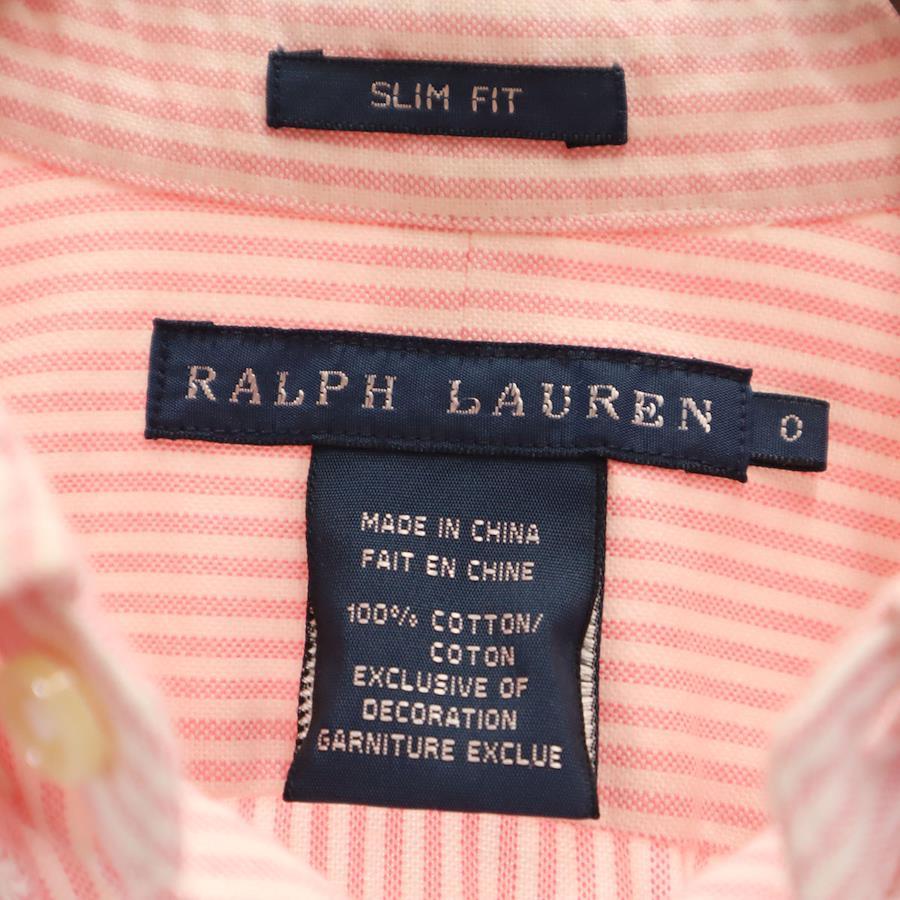 SLIM FIT
RALPH LAUREN
0
MADE IN CHINA
FAIT EN CHINE
100% COTTON/
COTON
EXCLUSIVE OF
DECORATION
GARNITURE EXCLUE